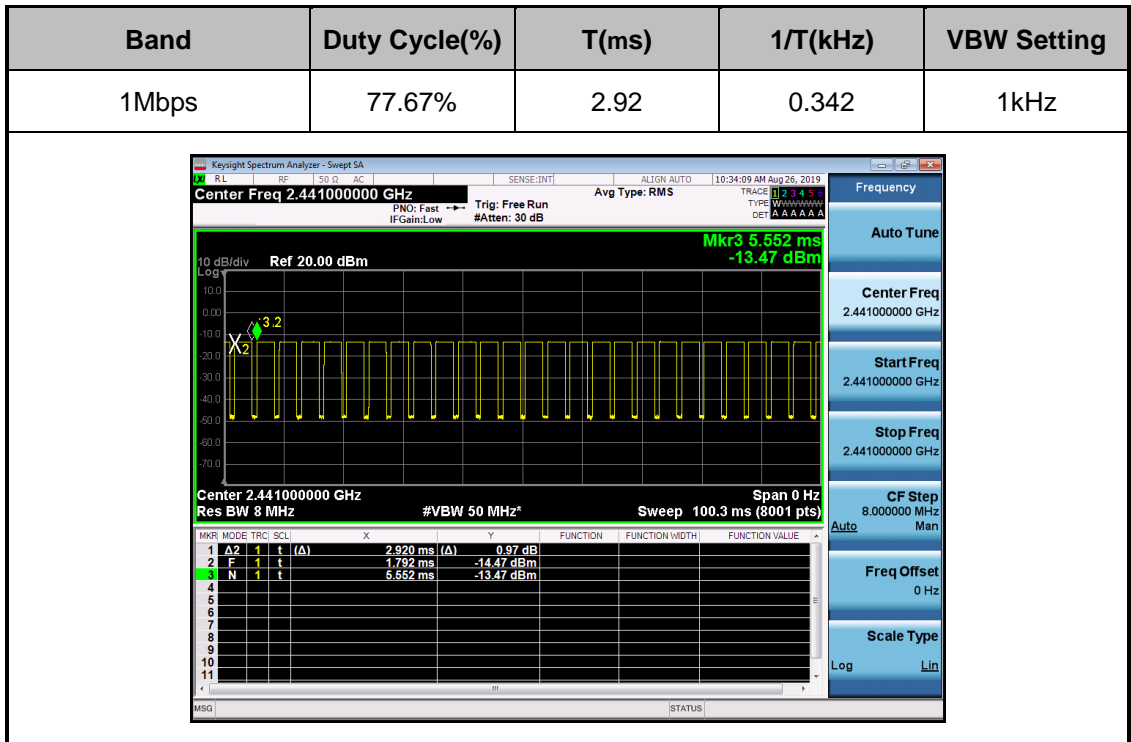 Band Duty Cycle(%) T(ms) 1/T(kHz) VBW Setting
1Mbps 77.67% 2.92 0.342 1kHz
Keysight Spectrum Analyzer - Swept SA
LXI RL RF 50 Ω AC SENSE:INT ALIGN AUTO 10:34:09 AM Aug 26, 2019
Center Freq 2.441000000 GHz
PNO: Fast
IFGain:Low
Trig: Free Run
#Atten: 30 dB
Avg Type: RMS
TRACE 1 2 3 4 5 6
TYPE
DET A A A A A A
Mkr3 5.552 ms
-13.47 dBm
10 dB/div Ref 20.00 dBm
Log
10.0
0.00
-10.0
-20.0
-30.0
-40.0
-50.0
-60.0
-70.0
Center 2.441000000 GHz Span 0 Hz
Res BW 8 MHz #VBW 50 MHz* Sweep 100.3 ms (8001 pts)
MKR MODE TRC SCL X Y FUNCTION FUNCTION WIDTH FUNCTION VALUE
1 Δ2 1 t (Δ) 2.920 ms (Δ) 0.97 dB
2 F 1 t 1.792 ms -14.47 dBm
3 N 1 t 5.552 ms -13.47 dBm
4
5
6
7
8
9
10
11
MSG STATUS
Frequency
Auto Tune
Center Freq
2.441000000 GHz
Start Freq
2.441000000 GHz
Stop Freq
2.441000000 GHz
CF Step
8.000000 MHz
Auto Man
Freq Offset
0 Hz
Scale Type
Log Lin